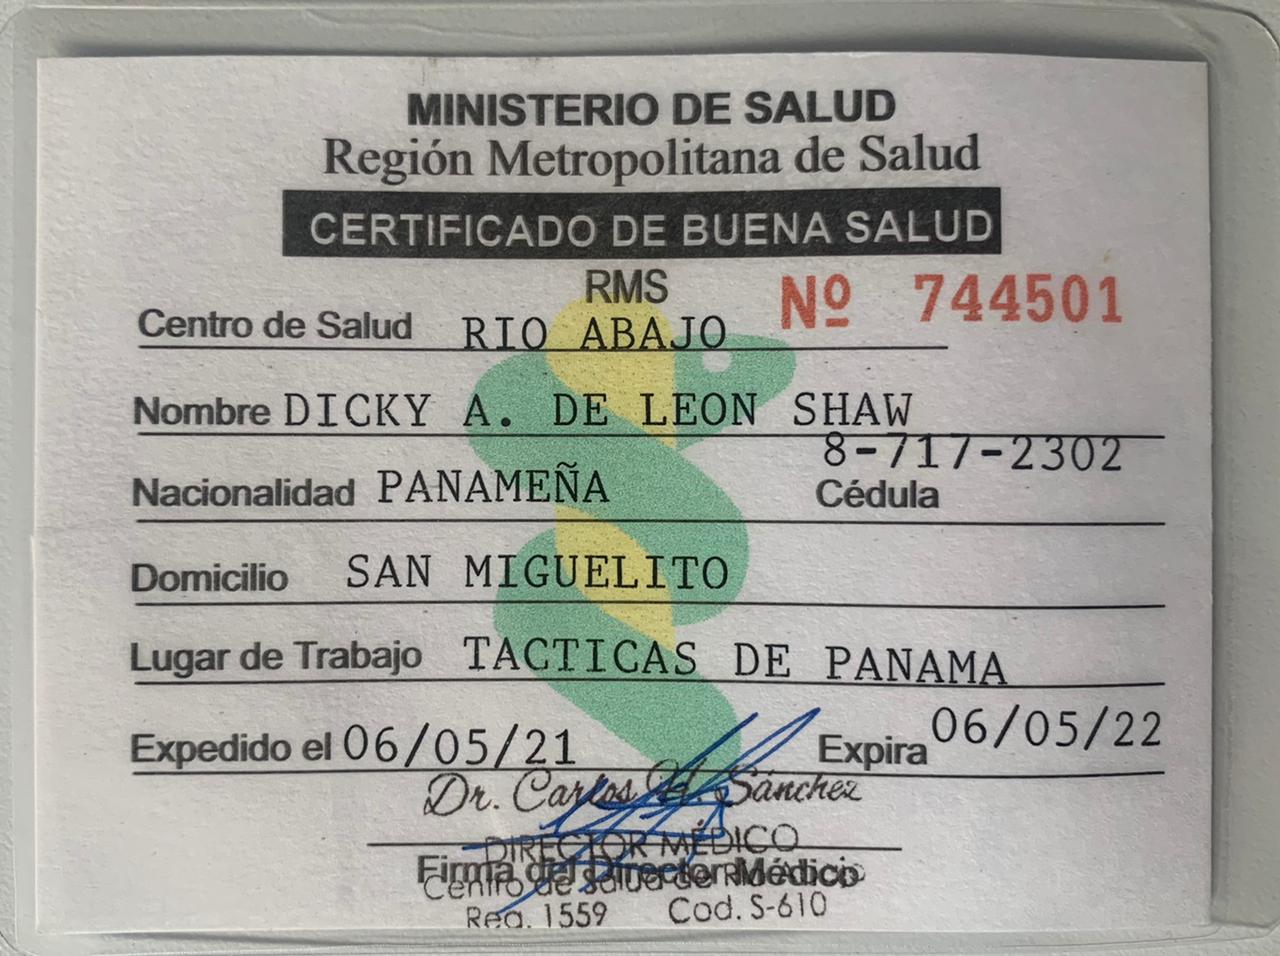 MINISTERIO DE SALUD
Región Metropolitana de Salud
CERTIFICADO DE BUENA SALUD
RMS
Nº 744501
Centro de Salud RIO ABAJO
Nombre DICKY A. DE LEON SHAW
8-717-2302
Nacionalidad PANAMEÑA Cédula
Domicilio SAN MIGUELITO
Lugar de Trabajo TACTICAS DE PANAMA
Expedido el 06/05/21 Expira 06/05/22
Dr. Carlos H. Sánchez
DIRECTOR MÉDICO
Firma del Director Médico
Centro de Salud de Rio Abajo
Reg. 1559 Cod. S-610